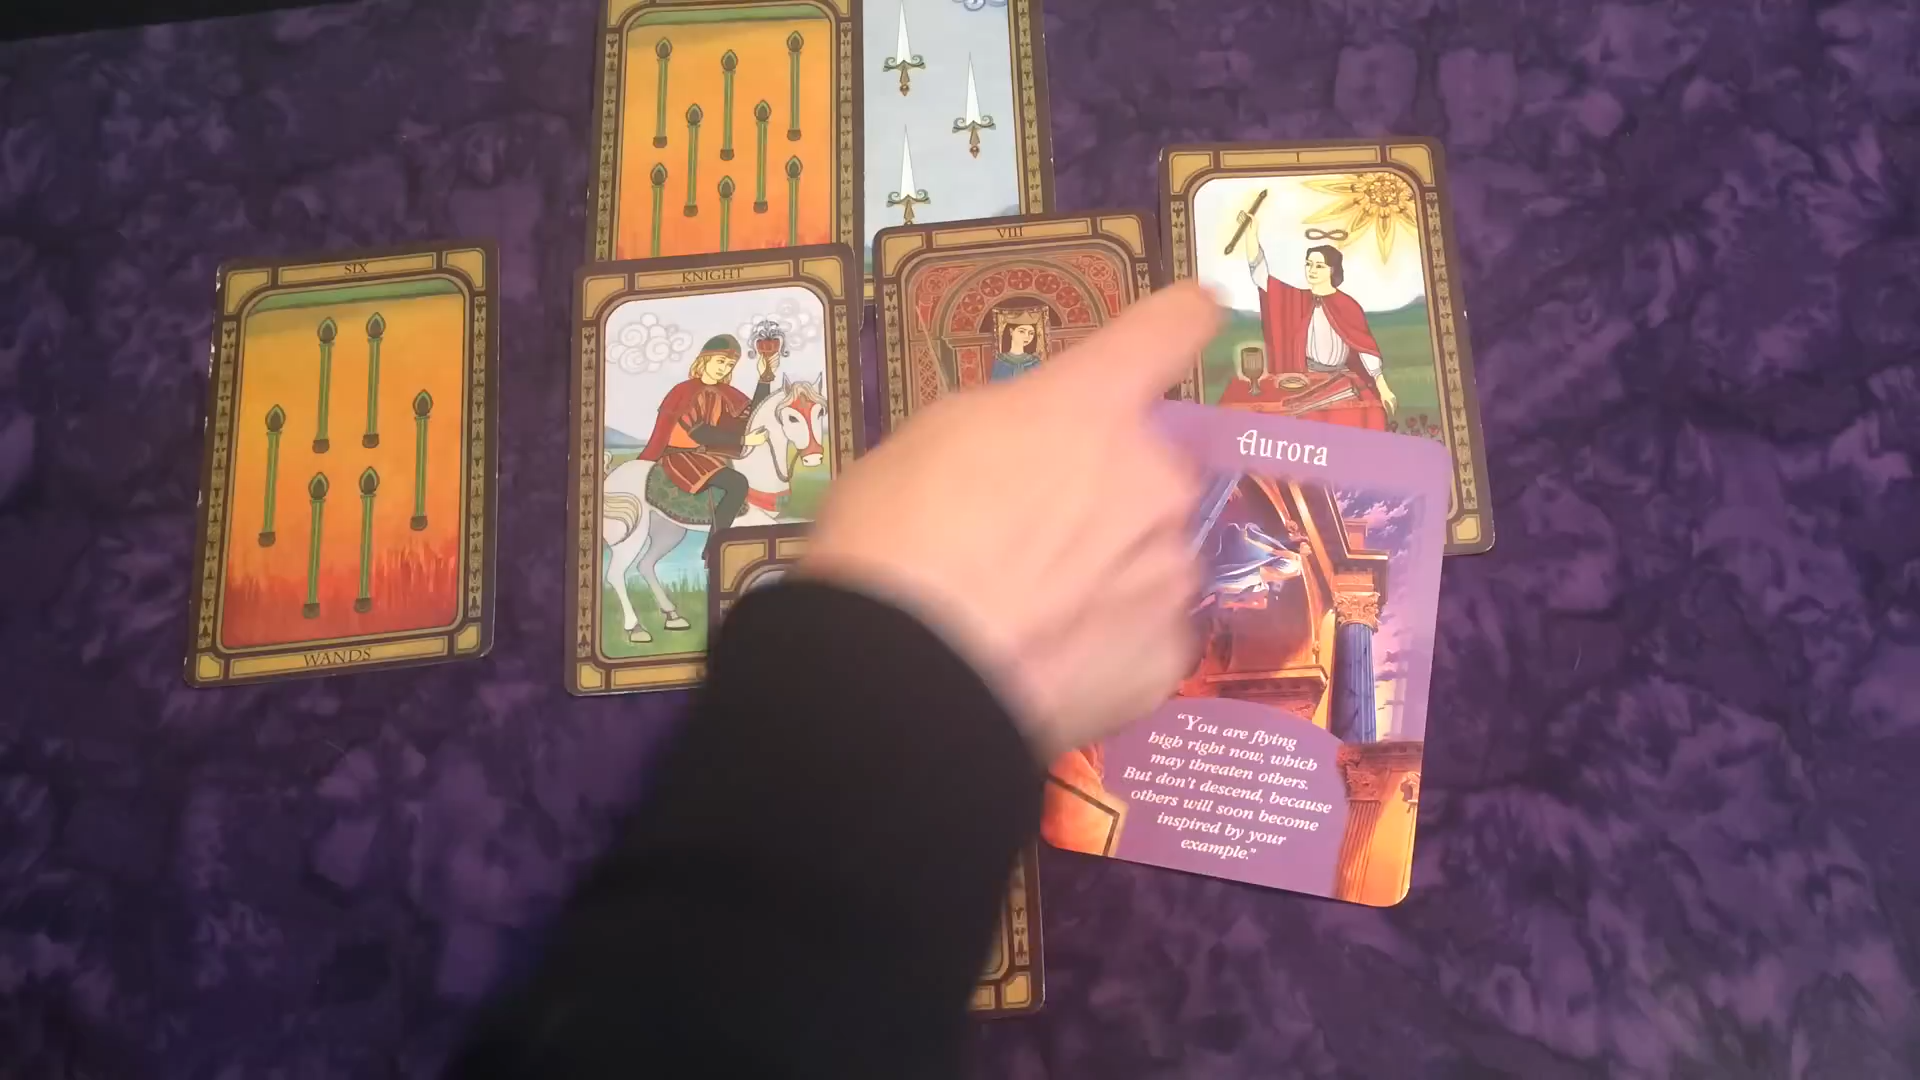 VIII
I
SIX
KNIGHT
WANDS
Aurora
“You are flying
high right now, which
may threaten others.
But don't descend, because
others will soon become
inspired by your
example.”